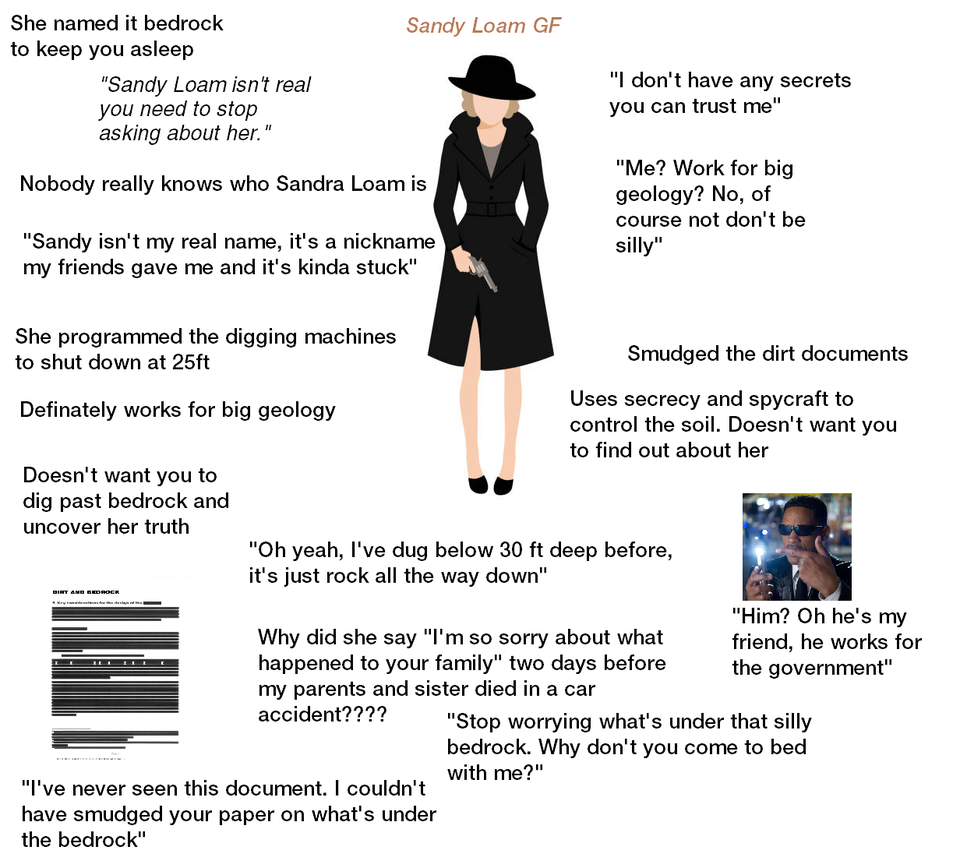 She named it bedrock
to keep you asleep
Sandy Loam GF
"Sandy Loam isn't real
you need to stop
asking about her."
"I don't have any secrets
you can trust me"
Nobody really knows who Sandra Loam is
"Me? Work for big
geology? No, of
course not don't be
silly"
"Sandy isn't my real name, it's a nickname
my friends gave me and it's kinda stuck"
She programmed the digging machines
to shut down at 25ft
Smudged the dirt documents
Definately works for big geology
Uses secrecy and spycraft to
control the soil. Doesn't want you
to find out about her
Doesn't want you to
dig past bedrock and
uncover her truth
"Oh yeah, I've dug below 30 ft deep before,
it's just rock all the way down"
DIRT AND BEDROCK
Key considerations for the design of the
"Him? Oh he's my
friend, he works for
the government"
Why did she say "I'm so sorry about what
happened to your family" two days before
my parents and sister died in a car
accident????
"Stop worrying what's under that silly
bedrock. Why don't you come to bed
with me?"
"I've never seen this document. I couldn't
have smudged your paper on what's under
the bedrock"